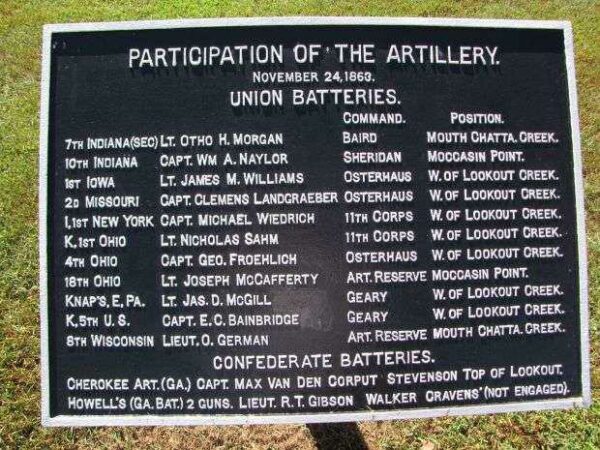 PARTICIPATION OF THE ARTILLERY.
NOVEMBER 24, 1863.
UNION BATTERIES.
COMMAND. POSITION.
7TH INDIANA (SEC) LT. OTHO H. MORGAN BAIRD MOUTH CHATTA. CREEK.
10TH INDIANA CAPT. WM A. NAYLOR SHERIDAN MOCCASIN POINT.
1ST IOWA LT. JAMES M. WILLIAMS OSTERHAUS W. OF LOOKOUT CREEK.
2D MISSOURI CAPT. CLEMENS LANDGRAEBER OSTERHAUS W. OF LOOKOUT CREEK.
I, 1ST NEW YORK CAPT. MICHAEL WIEDRICH 11TH CORPS W. OF LOOKOUT CREEK.
K, 1ST OHIO LT. NICHOLAS SAHM 11TH CORPS W. OF LOOKOUT CREEK.
4TH OHIO CAPT. GEO. FROEHLICH OSTERHAUS W. OF LOOKOUT CREEK.
18TH OHIO LT. JOSEPH McCAFFERTY ART. RESERVE MOCCASIN POINT.
KNAP'S, E, PA. LT. JAS. D. McGILL GEARY W. OF LOOKOUT CREEK.
K, 5TH U.S. CAPT. E. C. BAINBRIDGE GEARY W. OF LOOKOUT CREEK.
8TH WISCONSIN LIEUT. O. GERMAN ART. RESERVE MOUTH CHATTA. CREEK.
CONFEDERATE BATTERIES.
CHEROKEE ART. (GA.) CAPT. MAX VAN DEN CORPUT STEVENSON TOP OF LOOKOUT.
HOWELL'S (GA. BAT.) 2 GUNS. LIEUT. R.T. GIBSON WALKER CRAVENS' (NOT ENGAGED).